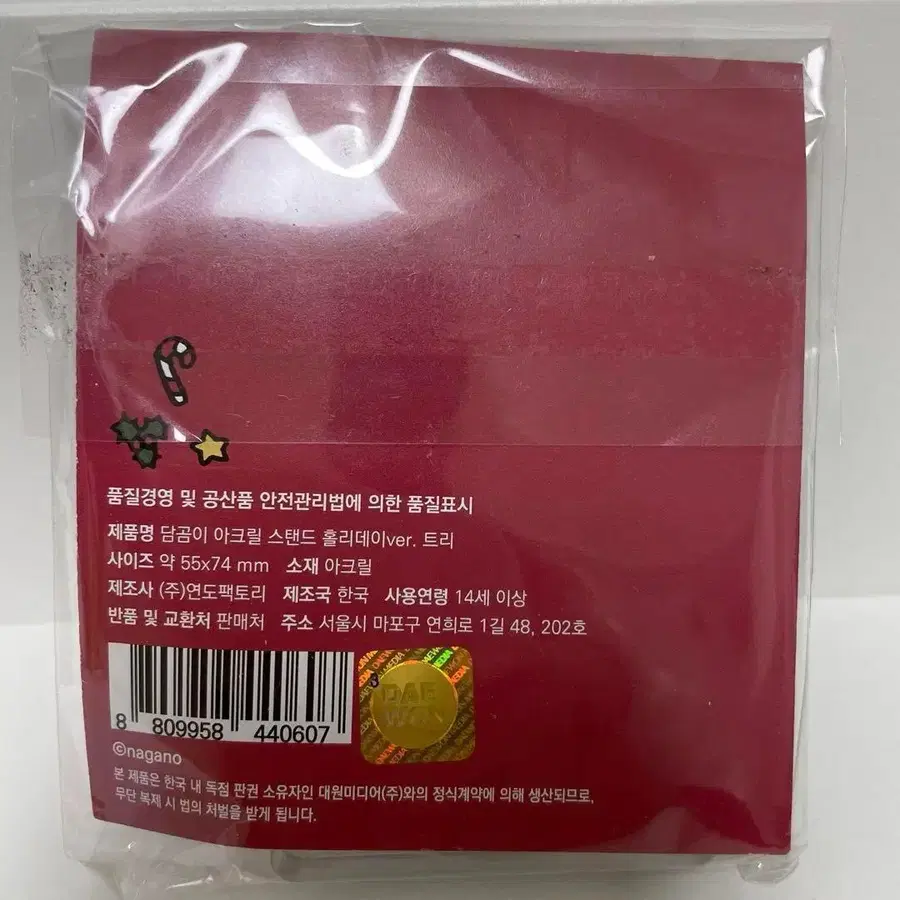 품질경영 및 공산품 안전관리법에 의한 품질표시
제품명 담곰이 아크릴 스탠드 홀리데이ver. 트리
사이즈 약 55x74 mm 소재 아크릴
제조사 (주)연도팩토리 제조국 한국 사용연령 14세 이상
반품 및 교환처 판매처 주소 서울시 마포구 연희로 1길 48, 202호
8 809958 440607
DAE
WON
©nagano
본 제품은 한국 내 독점 판권 소유자인 대원미디어(주)와의 정식계약에 의해 생산되므로,
무단 복제 시 법의 처벌을 받게 됩니다.